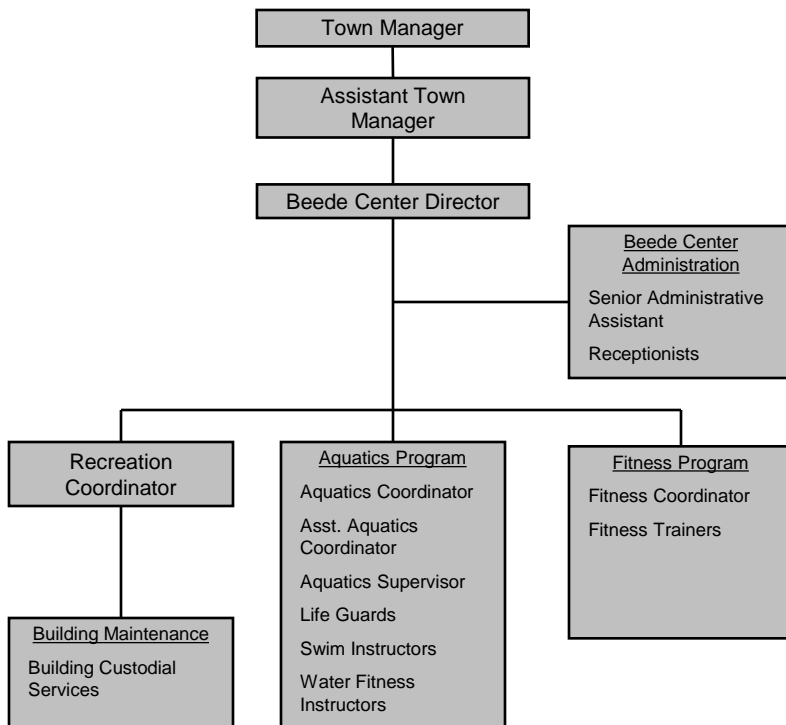 Town Manager
Assistant Town
Manager
Beede Center Director
Beede Center
Administration
Senior Administrative
Assistant
Receptionists
Recreation
Coordinator
Building Maintenance
Building Custodial
Services
Aquatics Program
Aquatics Coordinator
Asst. Aquatics
Coordinator
Aquatics Supervisor
Life Guards
Swim Instructors
Water Fitness
Instructors
Fitness Program
Fitness Coordinator
Fitness Trainers